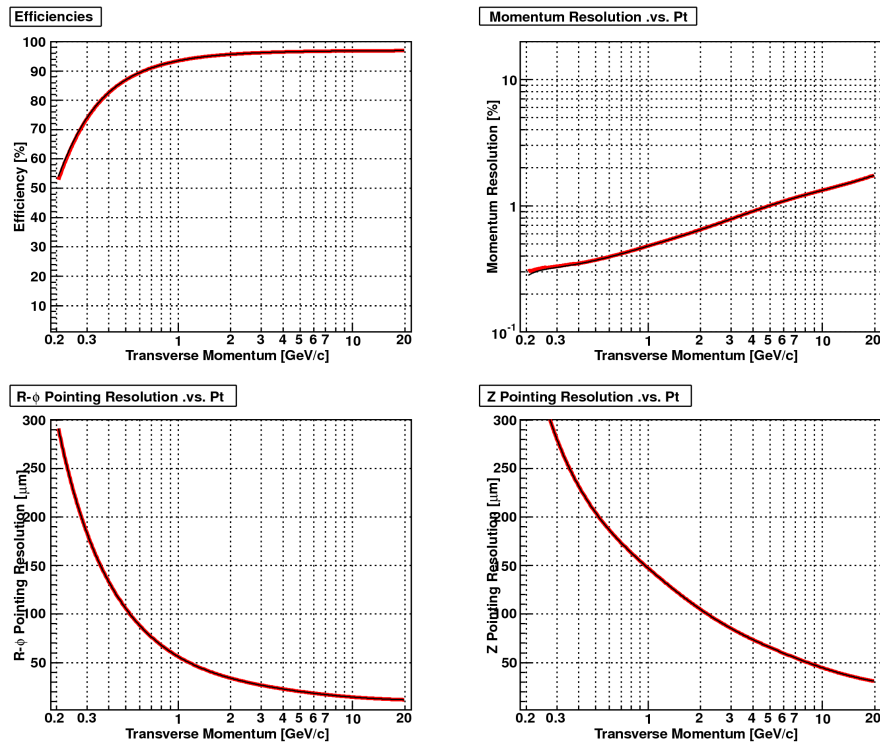 Efficiencies
Efficiency [%]
100
90
80
70
60
50
40
30
20
10
0.2 0.3 1 2 3 4 5 6 7 10 20
Transverse Momentum [GeV/c]
Momentum Resolution .vs. Pt
Momentum Resolution [%]
10
1
10-1
0.2 0.3 1 2 3 4 5 6 7 10 20
Transverse Momentum [GeV/c]
R-ϕ Pointing Resolution .vs. Pt
R-ϕ Pointing Resolution [μm]
300
250
200
150
100
50
0.2 0.3 1 2 3 4 5 6 7 10 20
Transverse Momentum [GeV/c]
Z Pointing Resolution .vs. Pt
Z Pointing Resolution [μm]
300
250
200
150
100
50
0.2 0.3 1 2 3 4 5 6 7 10 20
Transverse Momentum [GeV/c]